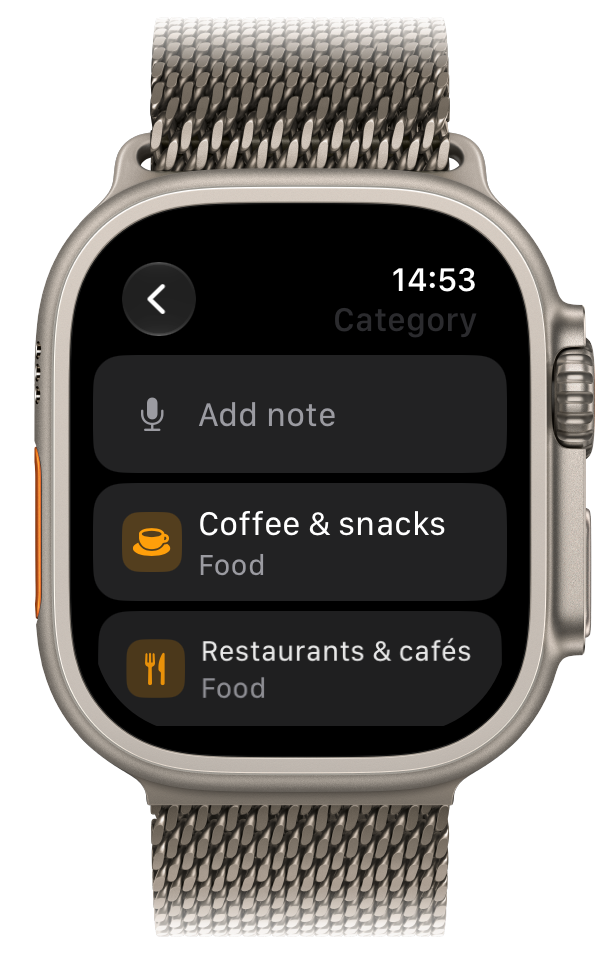 14:53
Category
Add note
Coffee & snacks
Food
Restaurants & cafés
Food